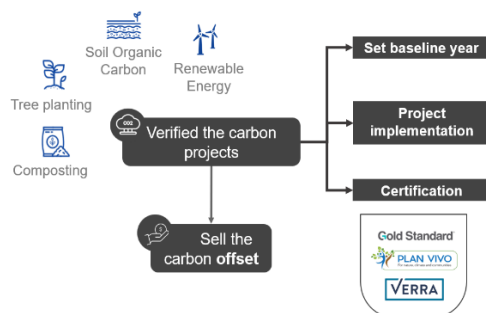 Soil Organic
Carbon
Renewable
Energy
Tree planting
Composting
CO2
Verified the carbon
projects
Sell the
carbon offset
Set baseline year
Project
implementation
Certification
Gold Standard
PLAN VIVO
VERRA